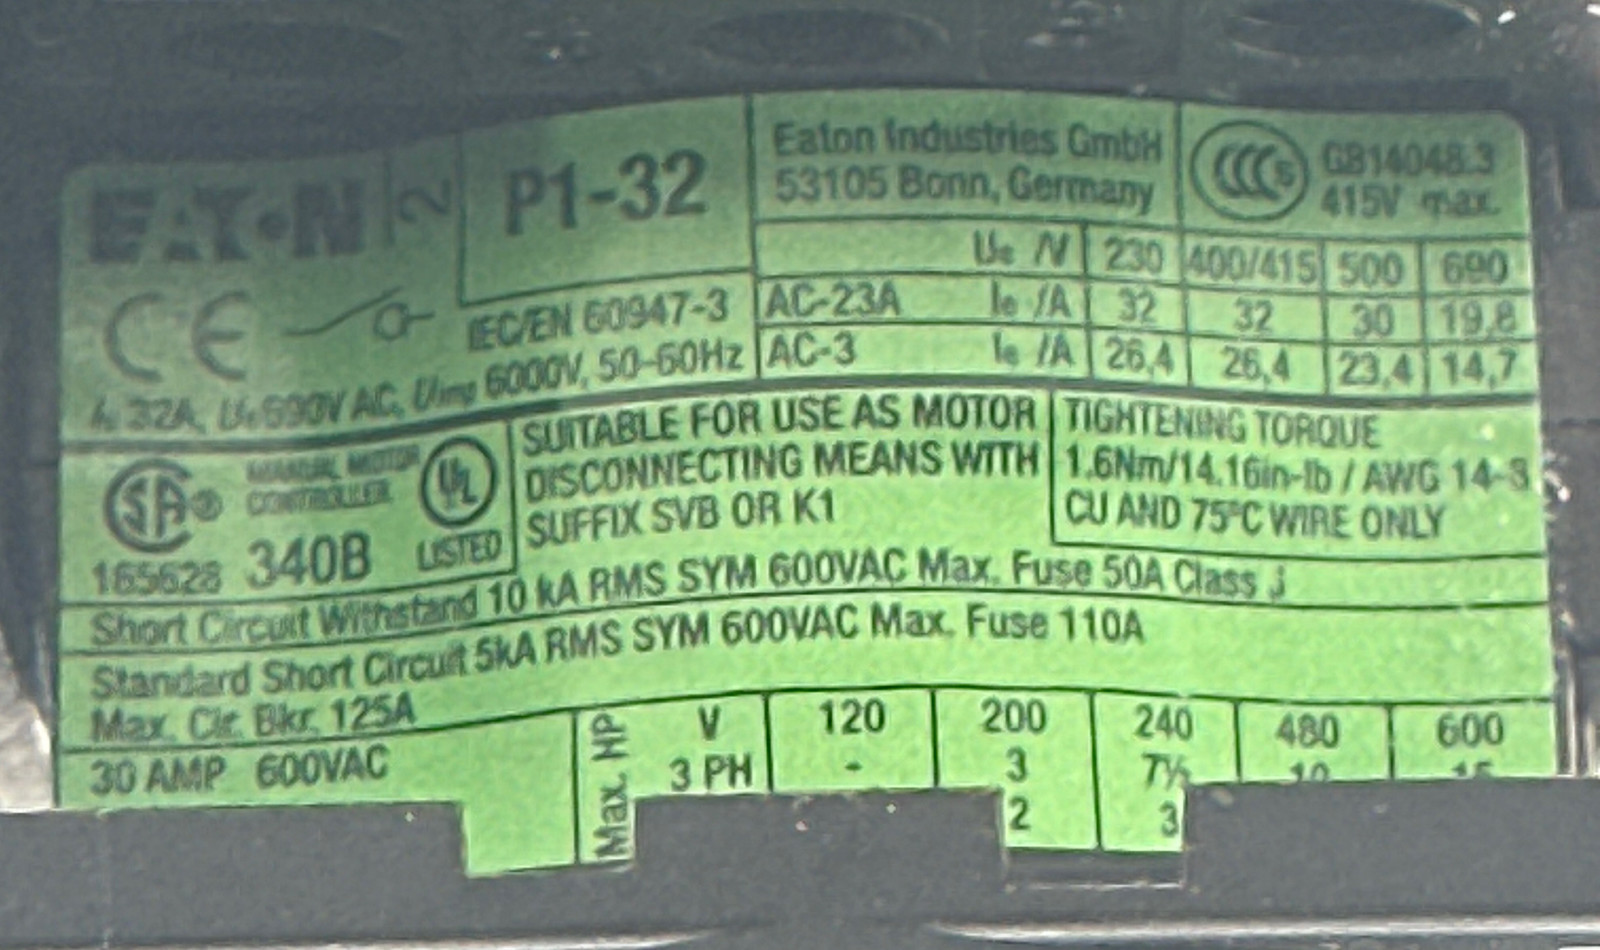 EATON
2
P1-32
Eaton Industries GmbH
53105 Bonn, Germany
CCC S
GB14048.3
415V max.
CE
IEC/EN 60947-3
32A, 690V AC, Uimp 6000V, 50-60Hz
Ue /V 230 400/415 500 690
AC-23A Ie /A 32 32 30 19,8
AC-3 Ie /A 26,4 26,4 23,4 14,7
SA®
MANUAL MOTOR
CONTROLLER
UL
165628 340B LISTED
SUITABLE FOR USE AS MOTOR
DISCONNECTING MEANS WITH
SUFFIX SVB OR K1
TIGHTENING TORQUE
1.6Nm/14.16in-lb / AWG 14-8
CU AND 75°C WIRE ONLY
Short Circuit Withstand 10 kA RMS SYM 600VAC Max. Fuse 50A Class j
Standard Short Circuit 5kA RMS SYM 600VAC Max. Fuse 110A
Max. Cir. Bkr. 125A
30 AMP 600VAC
Max. HP
V 120 200 240 480 600
3 PH - 3 7½ 10 15
2 3